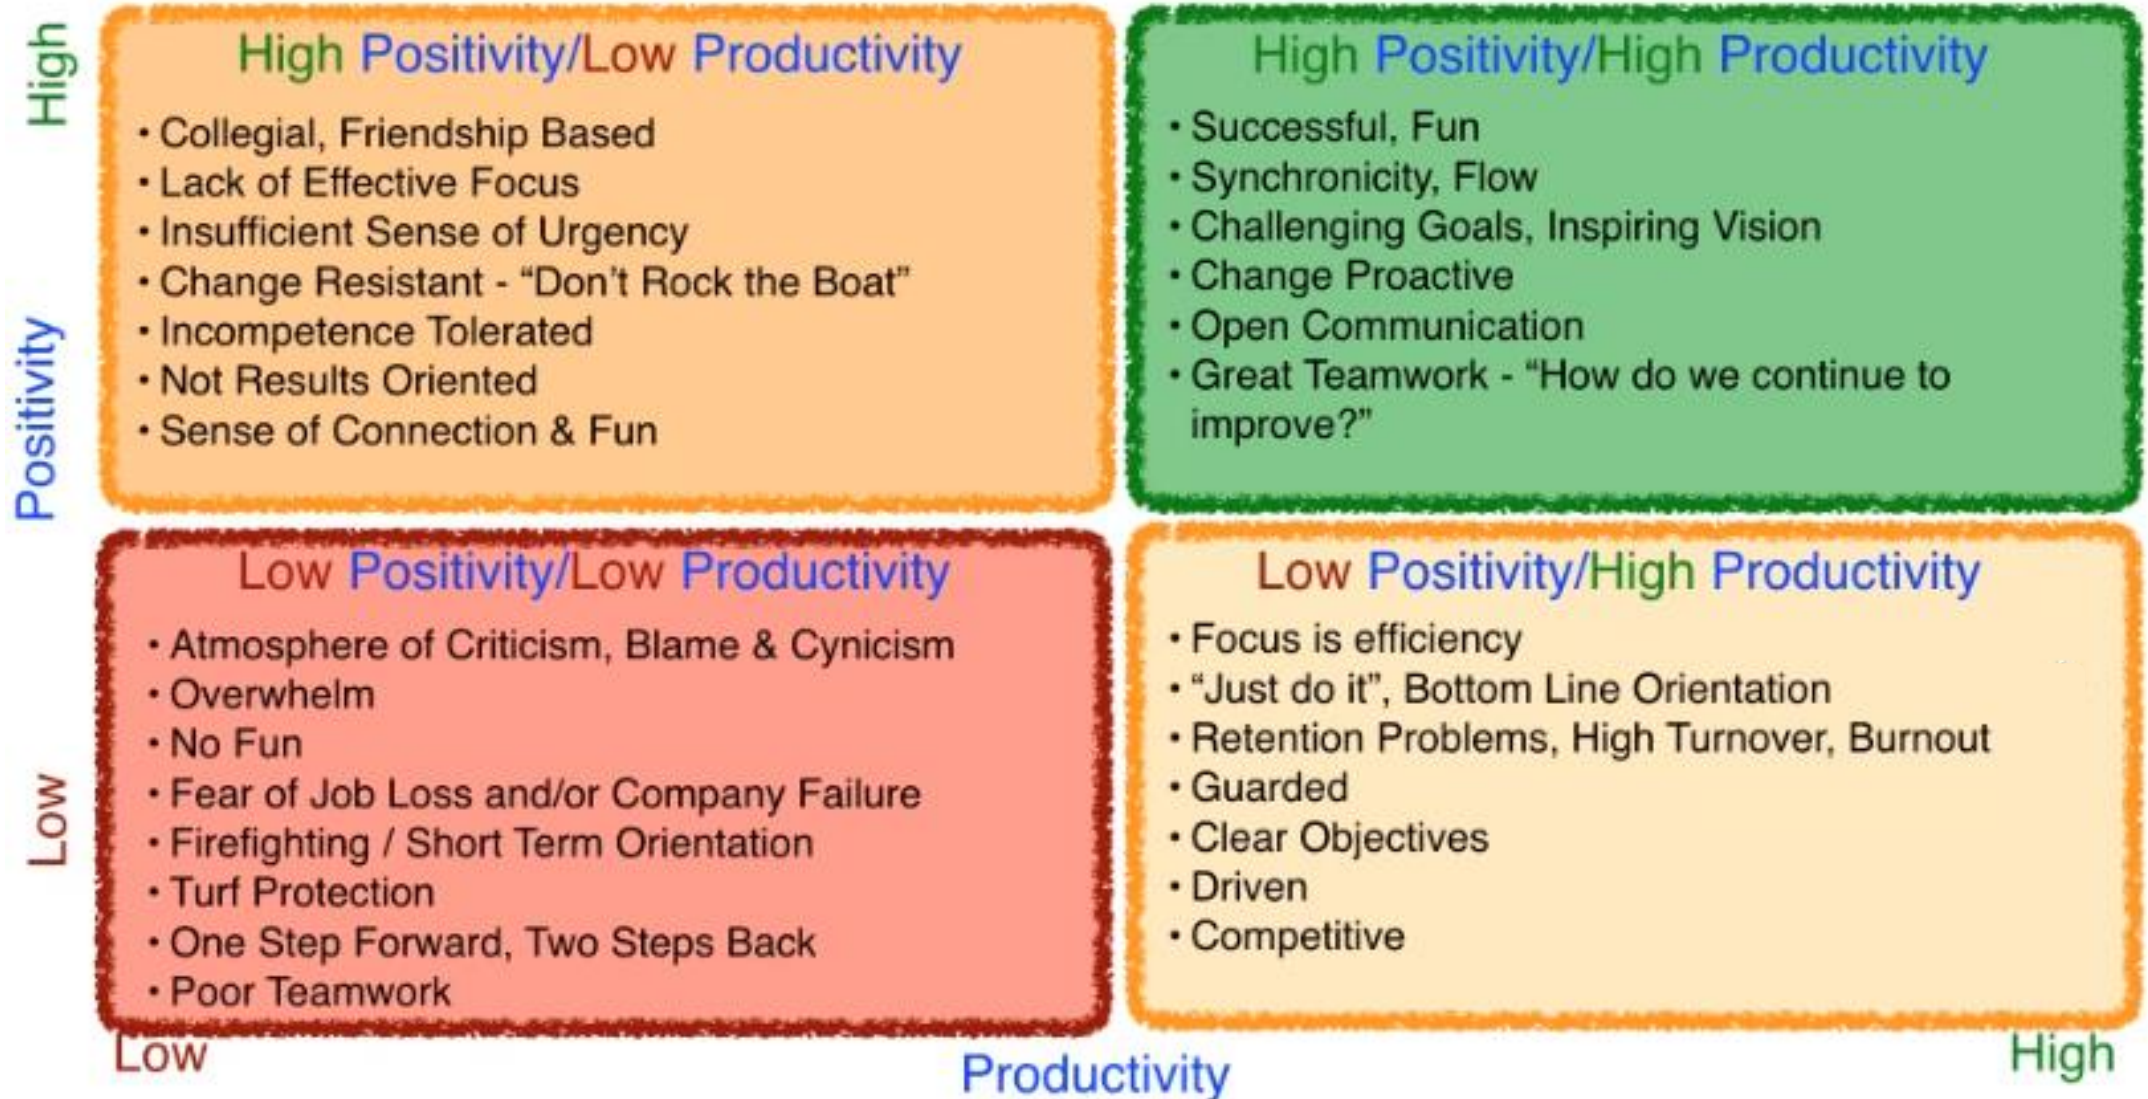 High
Positivity
Low
High Positivity/Low Productivity
• Collegial, Friendship Based
• Lack of Effective Focus
• Insufficient Sense of Urgency
• Change Resistant - “Don’t Rock the Boat”
• Incompetence Tolerated
• Not Results Oriented
• Sense of Connection & Fun
High Positivity/High Productivity
• Successful, Fun
• Synchronicity, Flow
• Challenging Goals, Inspiring Vision
• Change Proactive
• Open Communication
• Great Teamwork - “How do we continue to
improve?”
Low Positivity/Low Productivity
• Atmosphere of Criticism, Blame & Cynicism
• Overwhelm
• No Fun
• Fear of Job Loss and/or Company Failure
• Firefighting / Short Term Orientation
• Turf Protection
• One Step Forward, Two Steps Back
• Poor Teamwork
Low Positivity/High Productivity
• Focus is efficiency
• “Just do it”, Bottom Line Orientation
• Retention Problems, High Turnover, Burnout
• Guarded
• Clear Objectives
• Driven
• Competitive
Low
Productivity
High